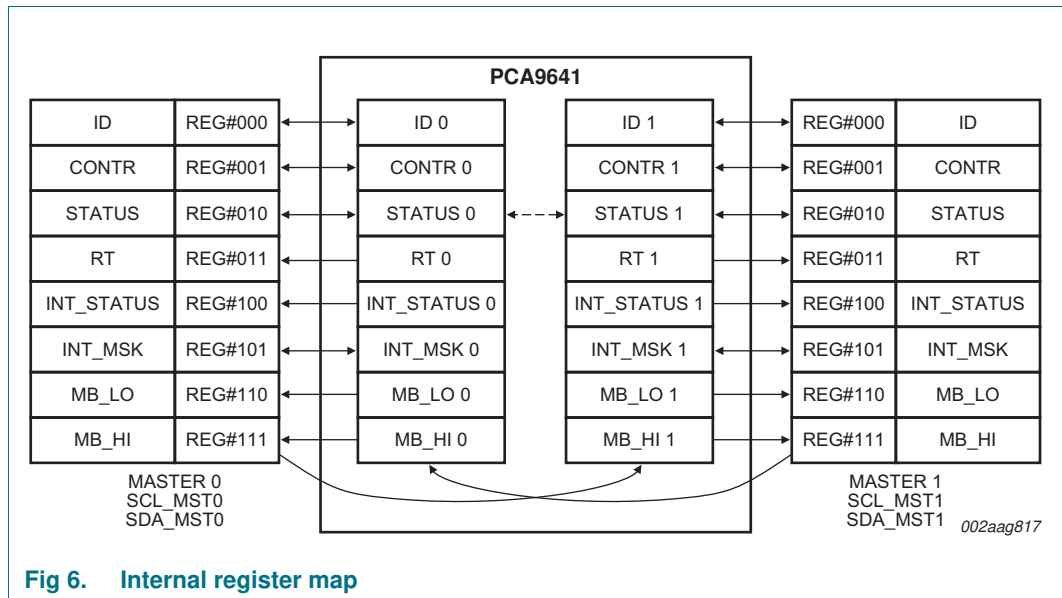 PCA9641
ID REG#000 ID 0 ID 1 REG#000 ID
CONTR REG#001 CONTR 0 CONTR 1 REG#001 CONTR
STATUS REG#010 STATUS 0 STATUS 1 REG#010 STATUS
RT REG#011 RT 0 RT 1 REG#011 RT
INT_STATUS REG#100 INT_STATUS 0 INT_STATUS 1 REG#100 INT_STATUS
INT_MSK REG#101 INT_MSK 0 INT_MSK 1 REG#101 INT_MSK
MB_LO REG#110 MB_LO 0 MB_LO 1 REG#110 MB_LO
MB_HI REG#111 MB_HI 0 MB_HI 1 REG#111 MB_HI
MASTER 0 MASTER 1
SCL_MST0 SCL_MST1
SDA_MST0 SDA_MST1 002aag817
Fig 6. Internal register map